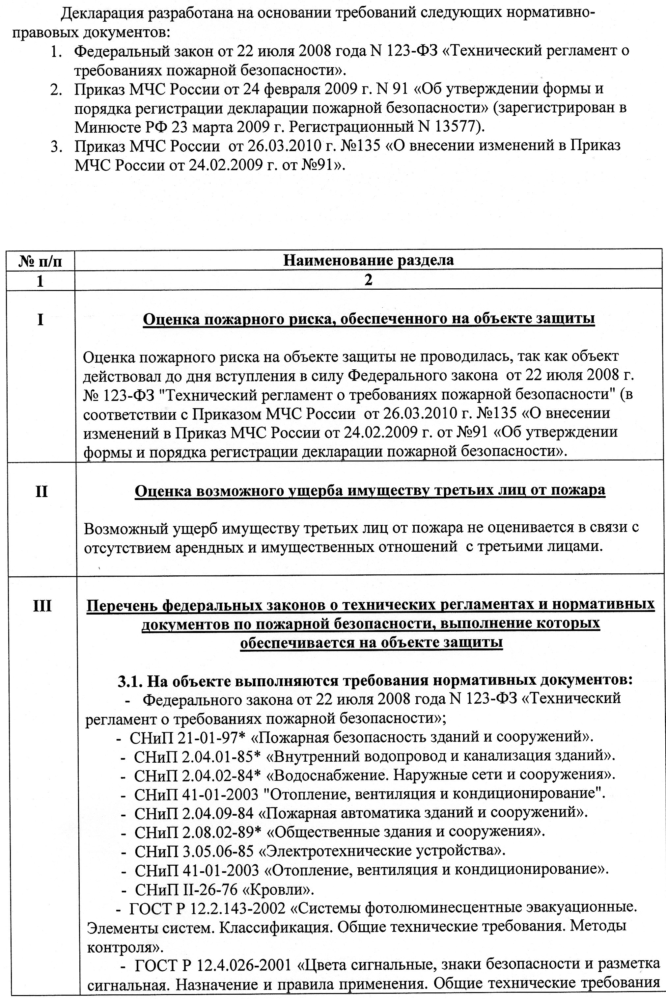 Декларация разработана на основании требований следующих нормативно-
правовых документов:
1. Федеральный закон от 22 июля 2008 года N 123-ФЗ «Технический регламент о
требованиях пожарной безопасности».
2. Приказ МЧС России от 24 февраля 2009 г. N 91 «Об утверждении формы и
порядка регистрации декларации пожарной безопасности» (зарегистрирован в
Минюсте РФ 23 марта 2009 г. Регистрационный N 13577).
3. Приказ МЧС России от 26.03.2010 г. №135 «О внесении изменений в Приказ
МЧС России от 24.02.2009 г. от №91».
№ п/п Наименование раздела
1 2
I Оценка пожарного риска, обеспеченного на объекте защиты
Оценка пожарного риска на объекте защиты не проводилась, так как объект
действовал до дня вступления в силу Федерального закона от 22 июля 2008 г.
№ 123-ФЗ "Технический регламент о требованиях пожарной безопасности" (в
соответствии с Приказом МЧС России от 26.03.2010 г. №135 «О внесении
изменений в Приказ МЧС России от 24.02.2009 г. от №91 «Об утверждении
формы и порядка регистрации декларации пожарной безопасности».
II Оценка возможного ущерба имуществу третьих лиц от пожара
Возможный ущерб имуществу третьих лиц от пожара не оценивается в связи с
отсутствием арендных и имущественных отношений с третьими лицами.
III Перечень федеральных законов о технических регламентах и нормативных
документов по пожарной безопасности, выполнение которых
обеспечивается на объекте защиты
3.1. На объекте выполняются требования нормативных документов:
- Федерального закона от 22 июля 2008 года N 123-ФЗ «Технический
регламент о требованиях пожарной безопасности»;
- СНиП 21-01-97* «Пожарная безопасность зданий и сооружений».
- СНиП 2.04.01-85* «Внутренний водопровод и канализация зданий».
- СНиП 2.04.02-84* «Водоснабжение. Наружные сети и сооружения».
- СНиП 41-01-2003 "Отопление, вентиляция и кондиционирование".
- СНиП 2.04.09-84 «Пожарная автоматика зданий и сооружений».
- СНиП 2.08.02-89* «Общественные здания и сооружения».
- СНиП 3.05.06-85 «Электротехнические устройства».
- СНиП 41-01-2003 «Отопление, вентиляция и кондиционирование».
- СНиП II-26-76 «Кровли».
- ГОСТ Р 12.2.143-2002 «Системы фотолюминесцентные эвакуационные.
Элементы систем. Классификация. Общие технические требования. Методы
контроля».
- ГОСТ Р 12.4.026-2001 «Цвета сигнальные, знаки безопасности и разметка
сигнальная. Назначение и правила применения. Общие технические требования